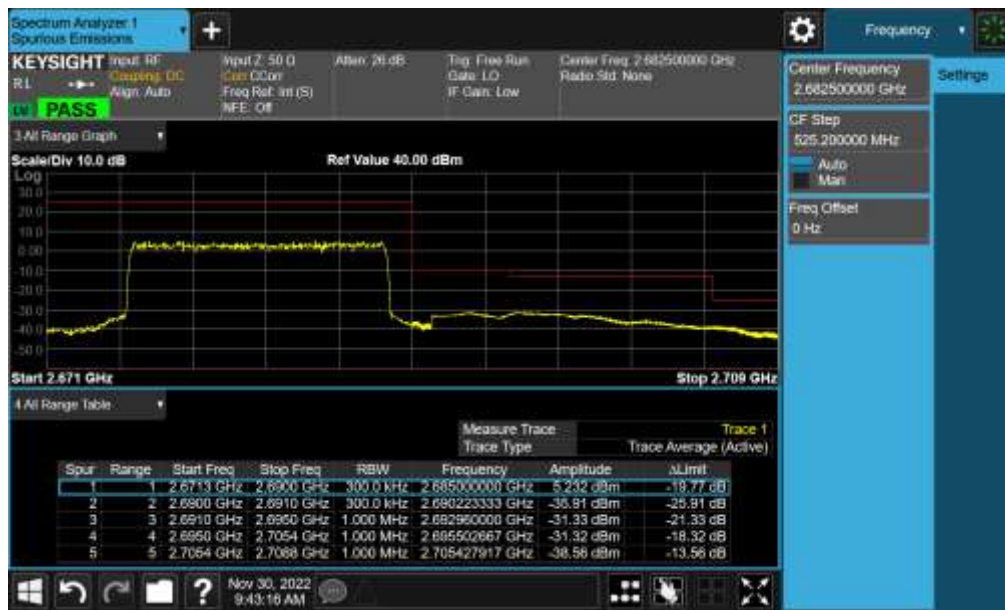 Spectrum Analyzer 1
Spurious Emissions
+
Frequency
KEYSIGHT
Input: RF
Coupling: DC
Align: Auto
Input Z: 50 Ω
Corr CCorr
Freq Ref: Int (S)
NFE: Off
Atten: 26 dB
Trig: Free Run
Gate: LO
IF Gain: Low
Center Freq: 2.682500000 GHz
Radio Std: None
PASS
Center Frequency
2.682500000 GHz
Settings
CF Step
525.200000 MHz
Auto
Man
Freq Offset
0 Hz
3 All Range Graph
Scale/Div 10.0 dB
Ref Value 40.00 dBm
Log
30.0
20.0
10.0
0.00
-10.0
-20.0
-30.0
-40.0
-50.0
Start 2.671 GHz
Stop 2.709 GHz
4 All Range Table
Measure Trace Trace 1
Trace Type Trace Average (Active)
Spur Range Start Freq Stop Freq RBW Frequency Amplitude ΔLimit
1 1 2.6713 GHz 2.6900 GHz 300.0 kHz 2.685000000 GHz 5.232 dBm -19.77 dB
2 2 2.6900 GHz 2.6910 GHz 300.0 kHz 2.690223333 GHz -35.91 dBm -25.91 dB
3 3 2.6910 GHz 2.6950 GHz 1.000 MHz 2.692960000 GHz -31.33 dBm -21.33 dB
4 4 2.6950 GHz 2.7054 GHz 1.000 MHz 2.695502667 GHz -31.32 dBm -18.32 dB
5 5 2.7054 GHz 2.7088 GHz 1.000 MHz 2.705427917 GHz -38.56 dBm -13.56 dB
?
Nov 30, 2022
9:43:16 AM